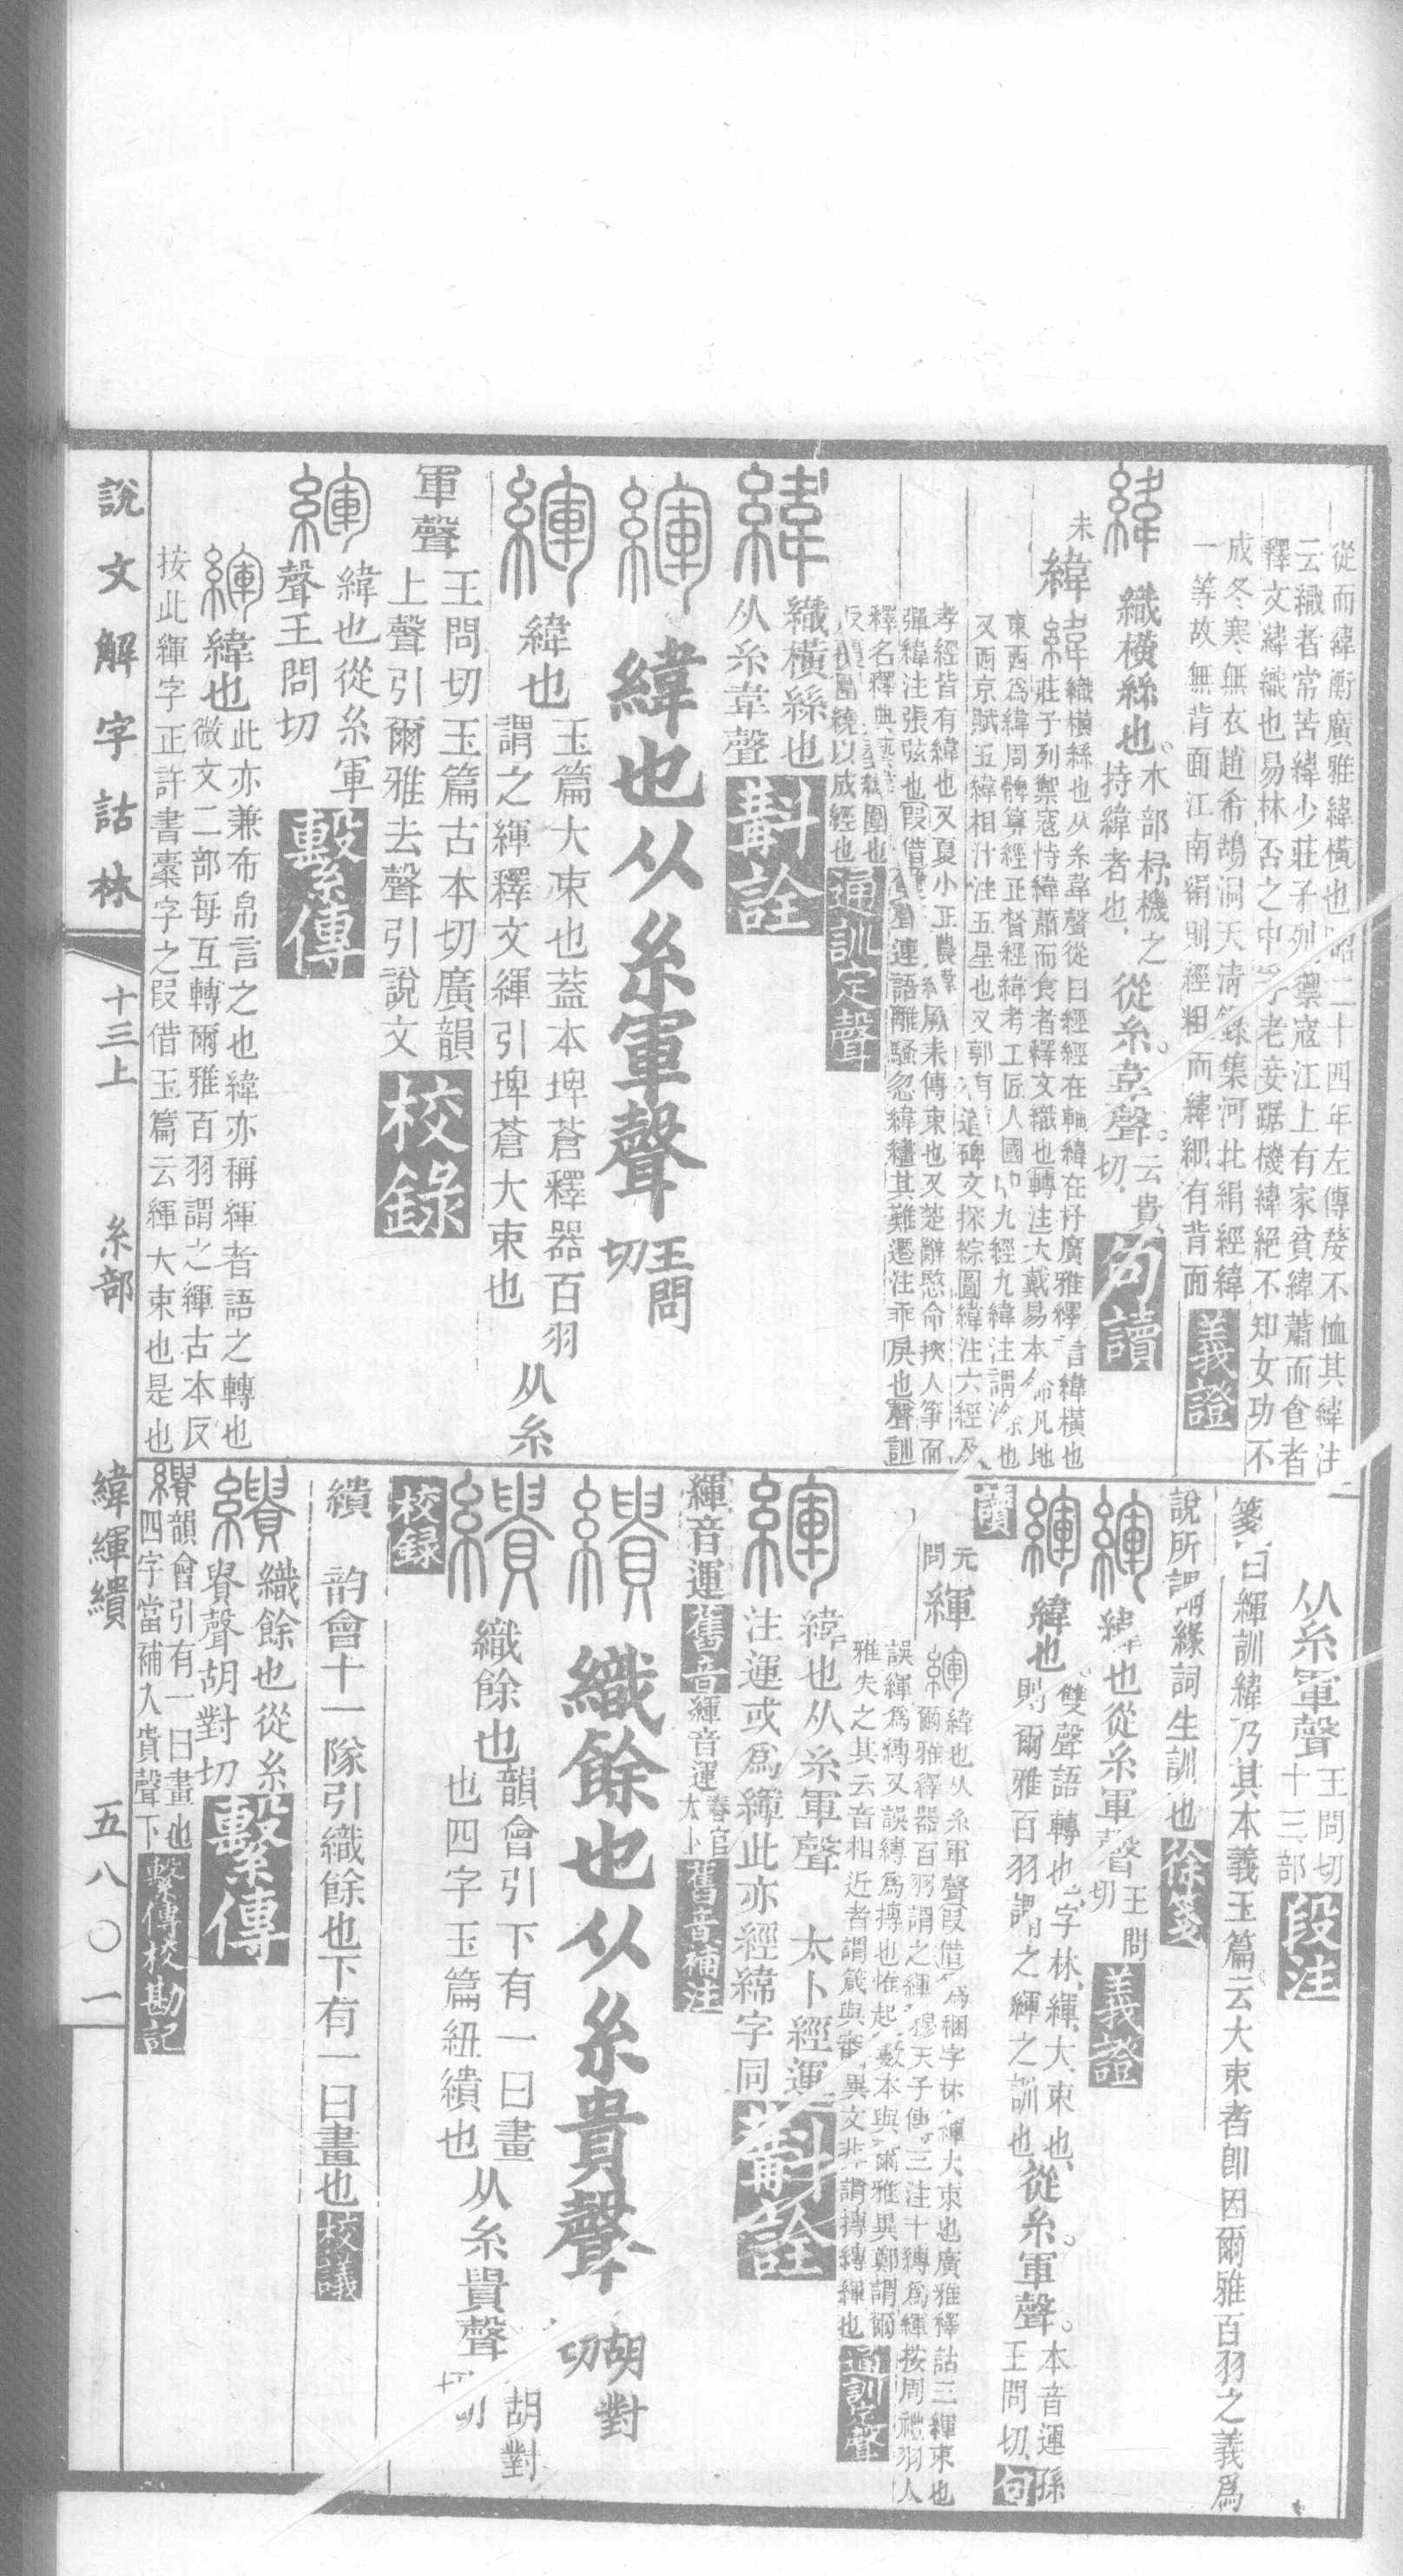 從而緯衡廣雅緯橫也昭二十四年左傳嫠不恤其緯注
云織者常苦緯少莊子列禦寇江上有家貧緯蕭而食者
釋文緯織也易林否之中孚老妾踞機緯絕不知女功不
成冬寒無衣趙希鵠洞天清錄集河北絹經緯
一等故無背面江南絹則經粗而緯細有背面 義證
緯 織橫絲也。木部杼機之持緯者也從糸。韋聲。云貴切 句讀
未 緯 織橫絲也从糸韋聲從曰經經在軸緯在杼廣雅釋言緯橫也
莊子列禦寇恃緯蕭而食者釋文織也轉注大戴易本命凡地
東西爲緯周髀算經正督經緯考工匠人國中九經九緯注謂涂也
又西京賦五緯相汁注五星也又郭有道碑文探綜圖緯注六經及
孝經皆有緯也又夏小正農緯厥耒傳束也又楚辭愍命挾人箏而
彈緯注張弦也叚借連語離騷忽緯繣其難遷注乖戾也聲訓
釋名釋典藝緯圍也
反覆圍繞以成經也 通訓定聲
緯 織橫絲也
从糸韋聲 斠詮
緷 緯也从糸軍聲 王問切
緷 緯也 玉篇大束也蓋本埤蒼釋器百羽
謂之緷釋文緷引埤蒼大束也 从糸
軍聲 王問切玉篇古本切廣韻
上聲引爾雅去聲引說文 校錄
緷 緯也從糸軍
聲王問切 繫傳
緷 緯也 此亦兼布帛言之也緯亦稱緷者語之轉也
微文二部每互轉爾雅百羽謂之緷古本反
按此緷字正許書橐字之叚借玉篇云緷大束也是也
从糸軍聲 王問切十三部 段注
箋曰緷訓緯乃其本義玉篇云大束者卽因爾雅百羽之義爲
說所謂緣詞生訓也 徐箋
緷 緯也從糸軍聲 王問切 義證
緷 緯也。雙聲語轉也字林緷大束也
則爾雅百羽謂之緷之訓也從糸。軍聲。本音運孫
王問切 句
讀
元問 緷 緯也从糸軍聲叚借爲稇字林緷大束也廣雅釋詁三緷束也
爾雅釋器百羽謂之緷穆天子傳三注十縛爲緷按周禮羽人
誤緷爲縳又誤縳爲摶也惟起數本與爾雅異鄭謂爾
雅失之其云音相近者謂箴與審異文非謂摶縳緷也 通訓定聲
緷 緯也从糸軍聲 太卜經運
注運或爲緷此亦經緯字同 斠詮
緷音運 舊音 緷音運 春官太卜 舊音補注
繢 織餘也从糸貴聲 胡對切
繢 織餘也 韻會引下有一曰畫
也四字玉篇紐繢也 从糸貴聲 胡對切
校錄
繢 韵會十一隊引織餘也下有一曰畫也 校議
繢 織餘也從糸
貴聲胡對切 繫傳
繢 韻會引有一曰畫也
四字當補入貴聲下 繫傳校勘記
說文解字詁林 十三上 糸部 緯緷繢 五八〇一